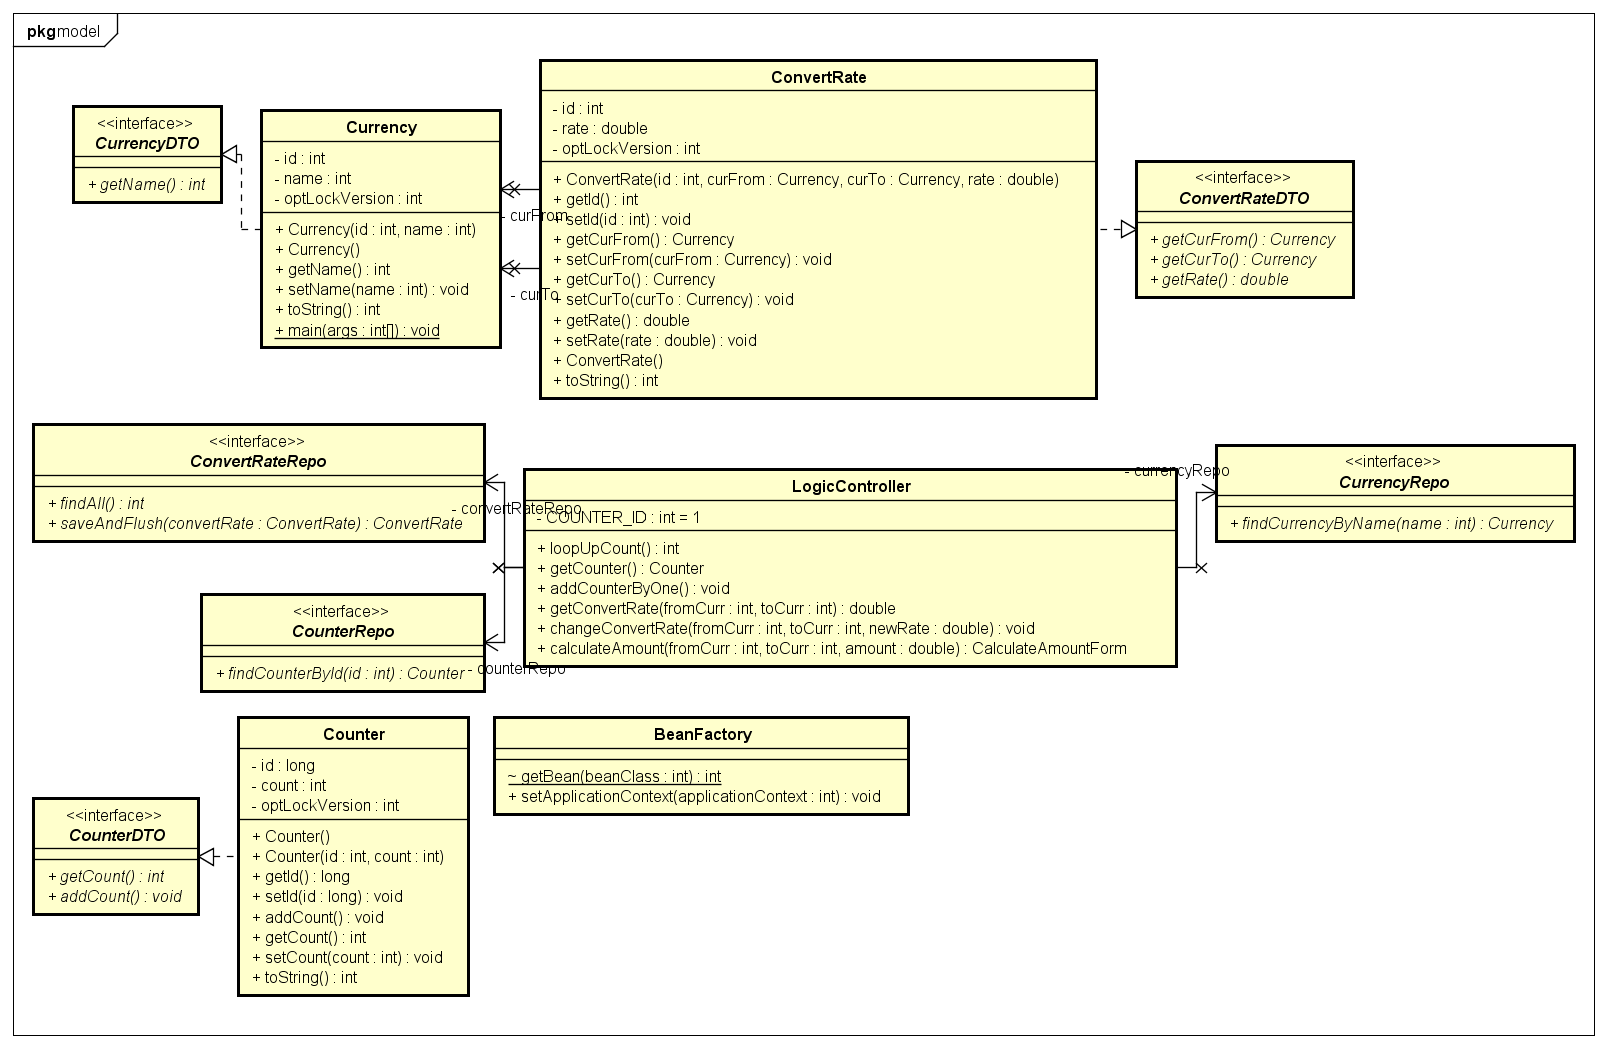 pkg model
<<interface>>
CurrencyDTO
+ getName() : int
Currency
- id : int
- name : int
- optLockVersion : int
+ Currency(id : int, name : int)
+ Currency()
+ getName() : int
+ setName(name : int) : void
+ toString() : int
+ main(args : int[]) : void
- curFrom
- curTo
ConvertRate
- id : int
- rate : double
- optLockVersion : int
+ ConvertRate(id : int, curFrom : Currency, curTo : Currency, rate : double)
+ getId() : int
+ setId(id : int) : void
+ getCurFrom() : Currency
+ setCurFrom(curFrom : Currency) : void
+ getCurTo() : Currency
+ setCurTo(curTo : Currency) : void
+ getRate() : double
+ setRate(rate : double) : void
+ ConvertRate()
+ toString() : int
<<interface>>
ConvertRateDTO
+ getCurFrom() : Currency
+ getCurTo() : Currency
+ getRate() : double
<<interface>>
ConvertRateRepo
+ findAll() : int
+ saveAndFlush(convertRate : ConvertRate) : ConvertRate
- convertRateRepo
LogicController
- COUNTER_ID : int = 1
+ loopUpCount() : int
+ getCounter() : Counter
+ addCounterByOne() : void
+ getConvertRate(fromCurr : int, toCurr : int) : double
+ changeConvertRate(fromCurr : int, toCurr : int, newRate : double) : void
+ calculateAmount(fromCurr : int, toCurr : int, amount : double) : CalculateAmountForm
- currencyRepo
<<interface>>
CurrencyRepo
+ findCurrencyByName(name : int) : Currency
<<interface>>
CounterRepo
+ findCounterById(id : int) : Counter
- counterRepo
Counter
- id : long
- count : int
- optLockVersion : int
+ Counter()
+ Counter(id : int, count : int)
+ getId() : long
+ setId(id : long) : void
+ addCount() : void
+ getCount() : int
+ setCount(count : int) : void
+ toString() : int
BeanFactory
~ getBean(beanClass : int) : int
+ setApplicationContext(applicationContext : int) : void
<<interface>>
CounterDTO
+ getCount() : int
+ addCount() : void